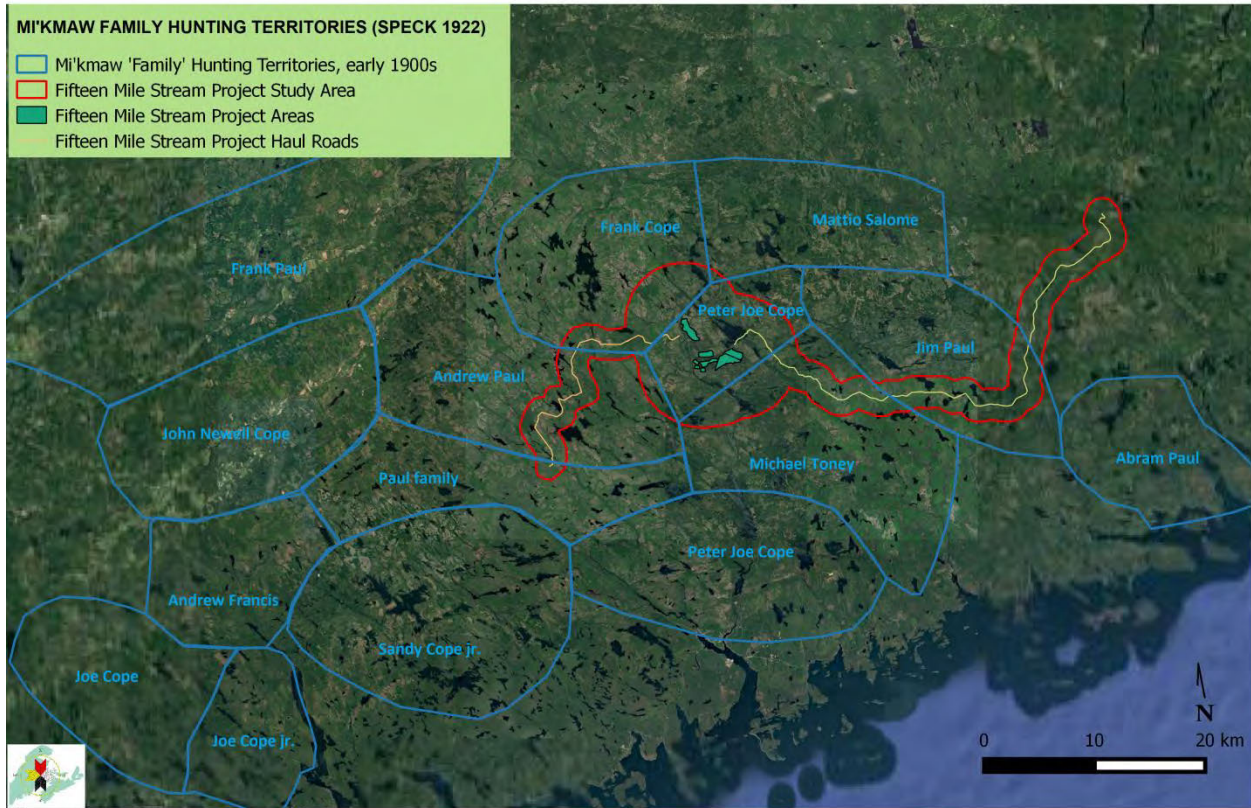 MI'KMAW FAMILY HUNTING TERRITORIES (SPECK 1922)
Mi'kmaw 'Family' Hunting Territories, early 1900s
Fifteen Mile Stream Project Study Area
Fifteen Mile Stream Project Areas
Fifteen Mile Stream Project Haul Roads
Frank Cope
Mattio Salome
Frank Paul
Peter Joe Cope
Jim Paul
Andrew Paul
John Newell Cope
Paul family
Michael Toney
Abram Paul
Peter Joe Cope
Andrew Francis
Sandy Cope jr.
Joe Cope
Joe Cope jr.
N
0 10 20 km